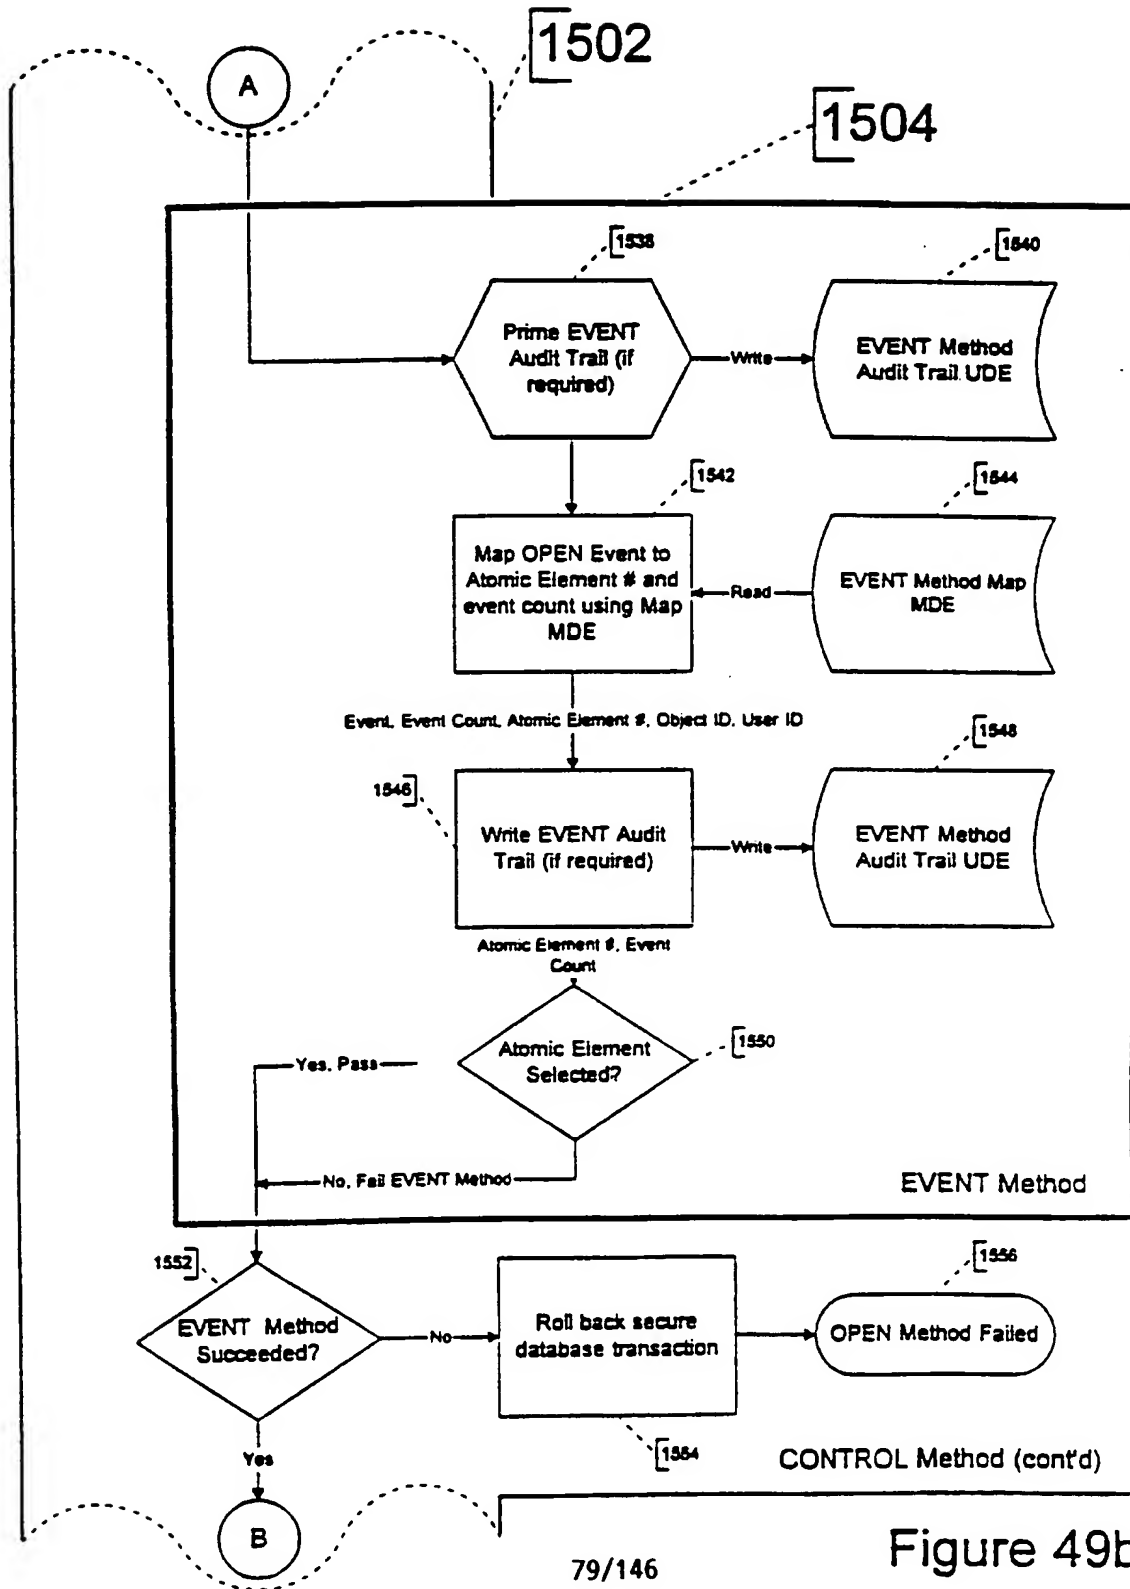 1502
A
1504
1538
1540
Prime EVENT
Audit Trail (if
required)
Write
EVENT Method
Audit Trail UDE
1542
1544
Map OPEN Event to
Atomic Element # and
event count using Map
MDE
Read
EVENT Method Map
MDE
Event, Event Count, Atomic Element #, Object ID, User ID
1546
1548
Write EVENT Audit
Trail (if required)
Write
EVENT Method
Audit Trail UDE
Atomic Element #, Event
Count
Atomic Element
Selected?
1550
Yes, Pass
No, Fail EVENT Method
EVENT Method
1552
1556
EVENT Method
Succeeded?
No
Roll back secure
database transaction
OPEN Method Failed
1554
Yes
CONTROL Method (cont'd)
B
79/146
Figure 49b